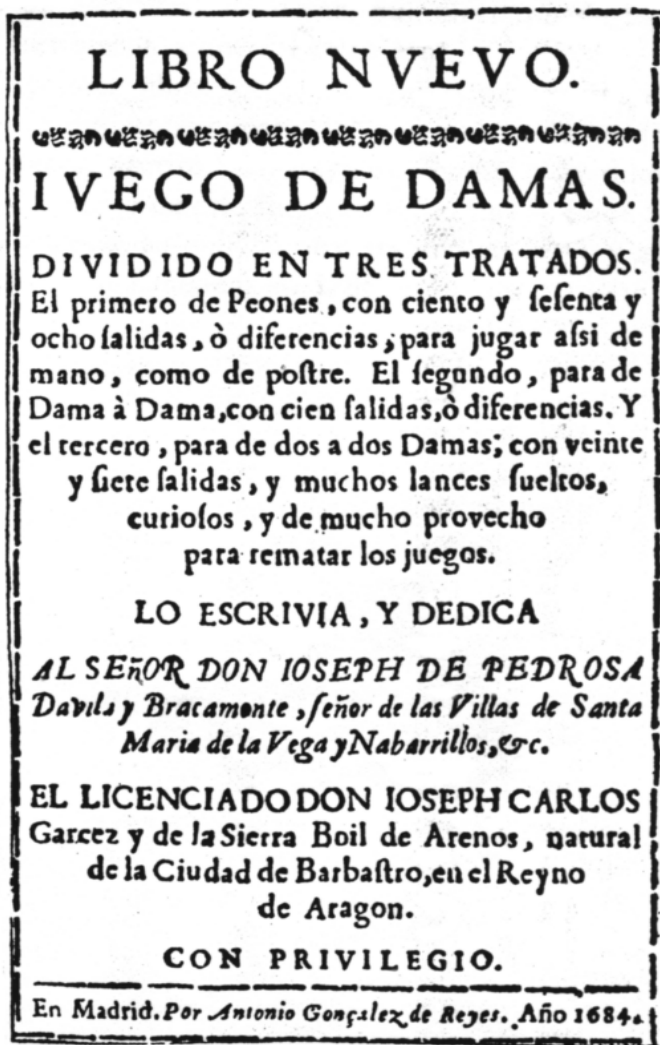 LIBRO NVEVO.
IVEGO DE DAMAS.
DIVIDIDO EN TRES TRATADOS.
El primero de Peones, con ciento y seſenta y
ocho ſalidas, ò diferencias, para jugar aſsi de
mano, como de poſtre. El ſegundo, para de
Dama à Dama, con cien ſalidas, ò diferencias. Y
el tercero, para de dos a dos Damas; con veinte
y ſiete ſalidas, y muchos lances ſueltos,
curioſos, y de mucho provecho
para rematar los juegos.
LO ESCRIVIA, Y DEDICA
AL SEñOR DON IOSEPH DE PEDROSA
Davila y Bracamonte, ſeñor de las Villas de Santa
Maria de la Vega y Nabarrillos, &c.
EL LICENCIADO DON IOSEPH CARLOS
Garcez y de la Sierra Boil de Arenos, natural
de la Ciudad de Barbaſtro, en el Reyno
de Aragon.
CON PRIVILEGIO.
En Madrid. Por Antonio Gonçalez de Reyes. Año 1684.